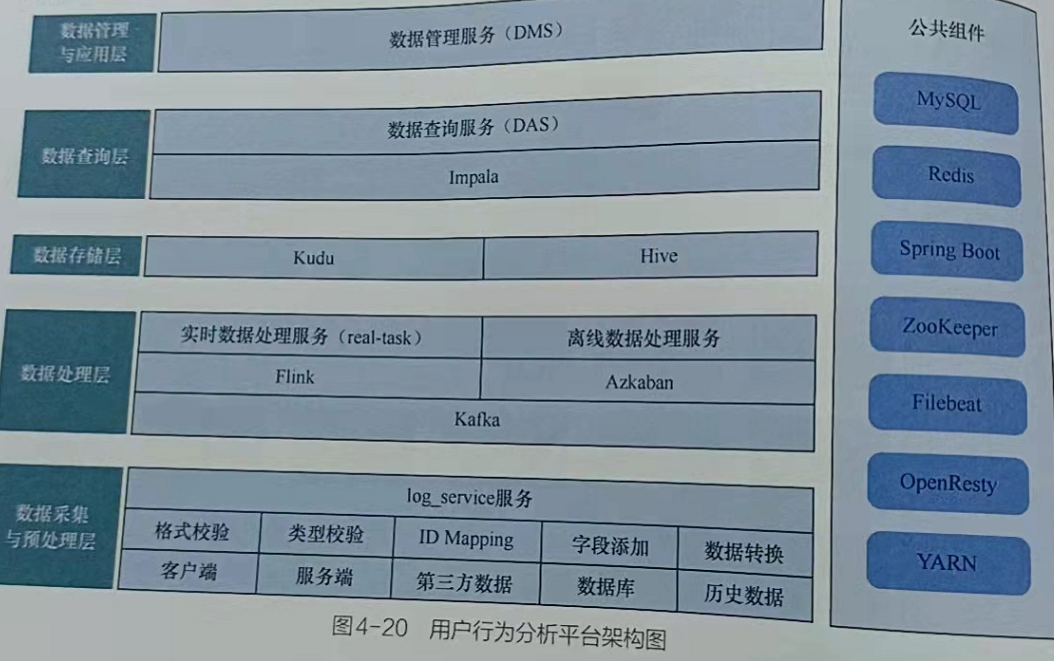 数据管理
与应用层
数据管理服务（DMS）
数据查询层
数据查询服务（DAS）
Impala
数据存储层
Kudu
Hive
数据处理层
实时数据处理服务（real-task）
离线数据处理服务
Flink
Azkaban
Kafka
数据采集
与预处理层
log_service服务
格式校验
类型校验
ID Mapping
字段添加
数据转换
客户端
服务端
第三方数据
数据库
历史数据
公共组件
MySQL
Redis
Spring Boot
ZooKeeper
Filebeat
OpenResty
YARN
图4-20 用户行为分析平台架构图